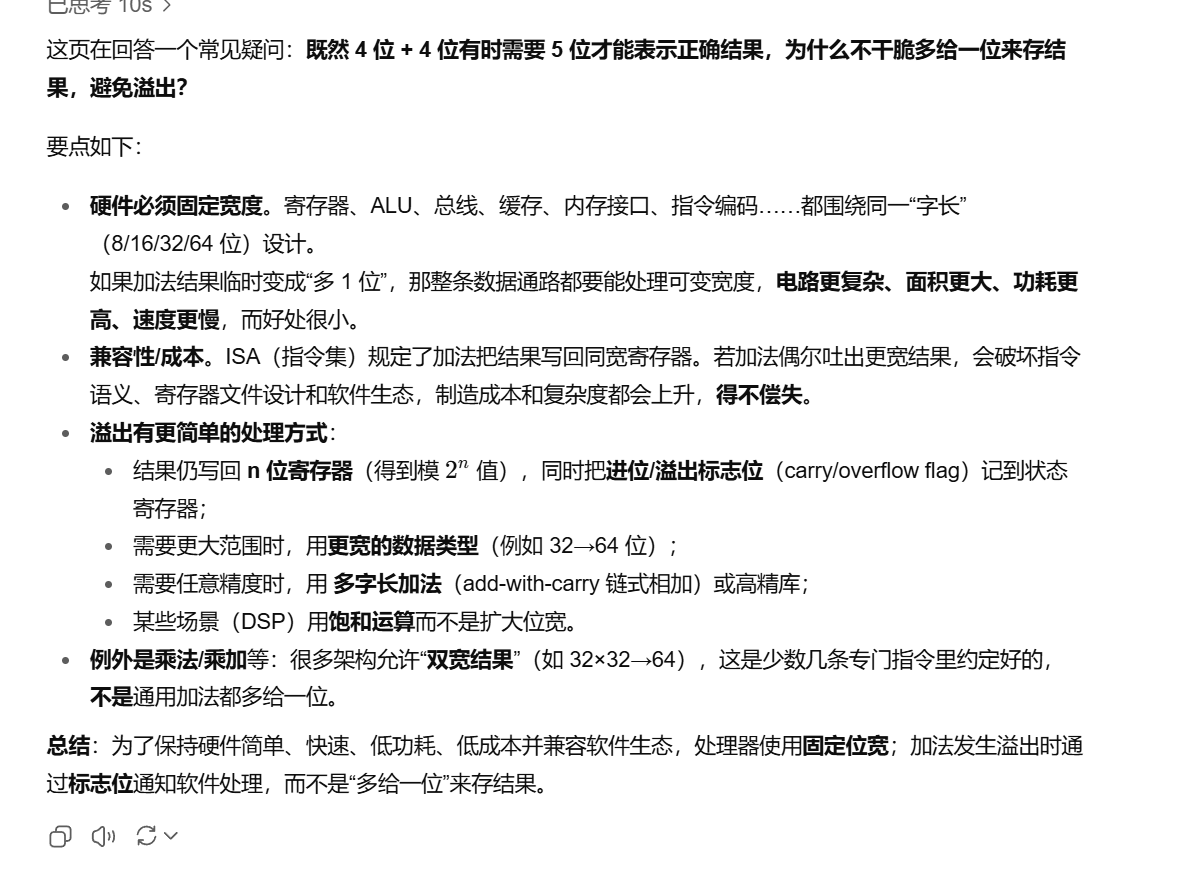 已思考 10s >
这页在回答一个常见疑问：既然 4 位 + 4 位有时需要 5 位才能表示正确结果，为什么不干脆多给一位来存结
果，避免溢出？
要点如下：
• 硬件必须固定宽度。寄存器、ALU、总线、缓存、内存接口、指令编码……都围绕同一“字长”
（8/16/32/64 位）设计。
如果加法结果临时变成“多 1 位”，那整条数据通路都要能处理可变宽度，电路更复杂、面积更大、功耗更
高、速度更慢，而好处很小。
• 兼容性/成本。ISA（指令集）规定了加法把结果写回同宽寄存器。若加法偶尔吐出更宽结果，会破坏指令
语义、寄存器文件设计和软件生态，制造成本和复杂度都会上升，得不偿失。
• 溢出有更简单的处理方式：
• 结果仍写回 n 位寄存器（得到模 2ⁿ 值），同时把进位/溢出标志位（carry/overflow flag）记到状态
寄存器；
• 需要更大范围时，用更宽的数据类型（例如 32→64 位）；
• 需要任意精度时，用 多字长加法（add-with-carry 链式相加）或高精库；
• 某些场景（DSP）用饱和运算而不是扩大位宽。
• 例外是乘法/乘加等：很多架构允许“双宽结果”（如 32×32→64），这是少数几条专门指令里约定好的，
不是通用加法都多给一位。
总结：为了保持硬件简单、快速、低功耗、低成本并兼容软件生态，处理器使用固定位宽；加法发生溢出时通
过标志位通知软件处理，而不是“多给一位”来存结果。